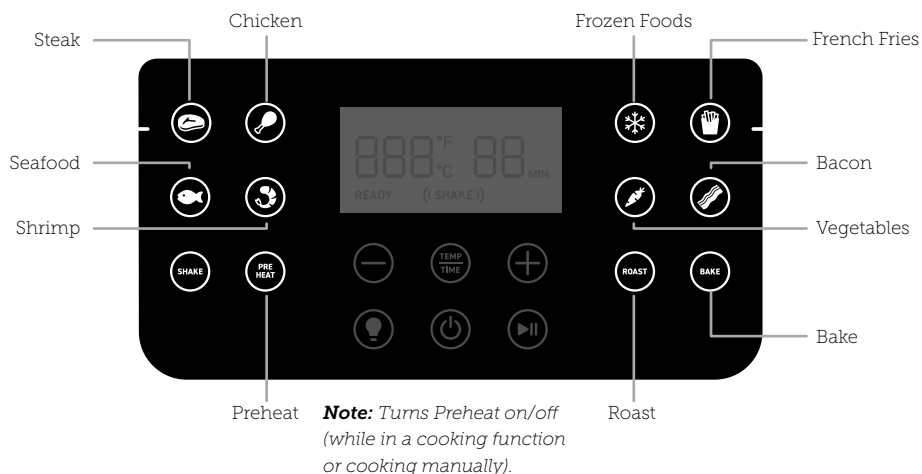 Chicken
Frozen Foods
Steak
French Fries
888 °F °C 88 MIN
READY ((SHAKE))
Seafood
Bacon
Shrimp
Vegetables
SHAKE
PRE
HEAT
TEMP
TIME
ROAST
BAKE
Bake
Preheat
Note: Turns Preheat on/off
(while in a cooking function
or cooking manually).
Roast